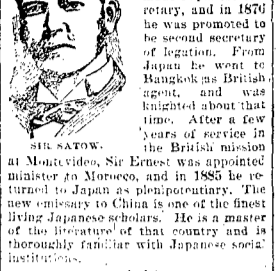 retary, and in 1876
he was promoted to
be second secretary
of legation. From
Japan he went to
Bangkok as British
agent, and was
knighted about that
time. After a few
years of service in
the British mission
SIR SATOW.
at Montevideo, Sir Ernest was appointed
minister to Morocco, and in 1885 he re-
turned to Japan as plenipotentiary. The
new emissary to China is one of the finest
living Japanese scholars. He is a master
of the literature of that country and is
thoroughly familiar with Japanese social
institutions.